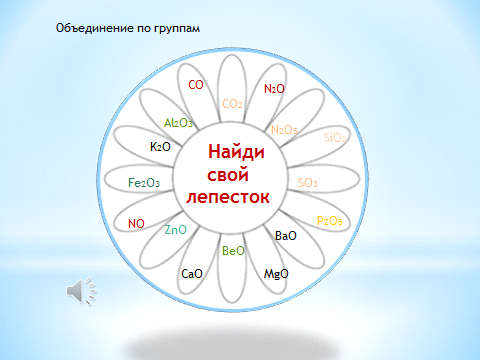 Объединение по группам
CO
CO2
N2O
N2O5
SiO2
SO3
P2O5
BaO
MgO
BeO
CaO
ZnO
NO
Fe2O3
K2O
Al2O3
Найди
свой
лепесток